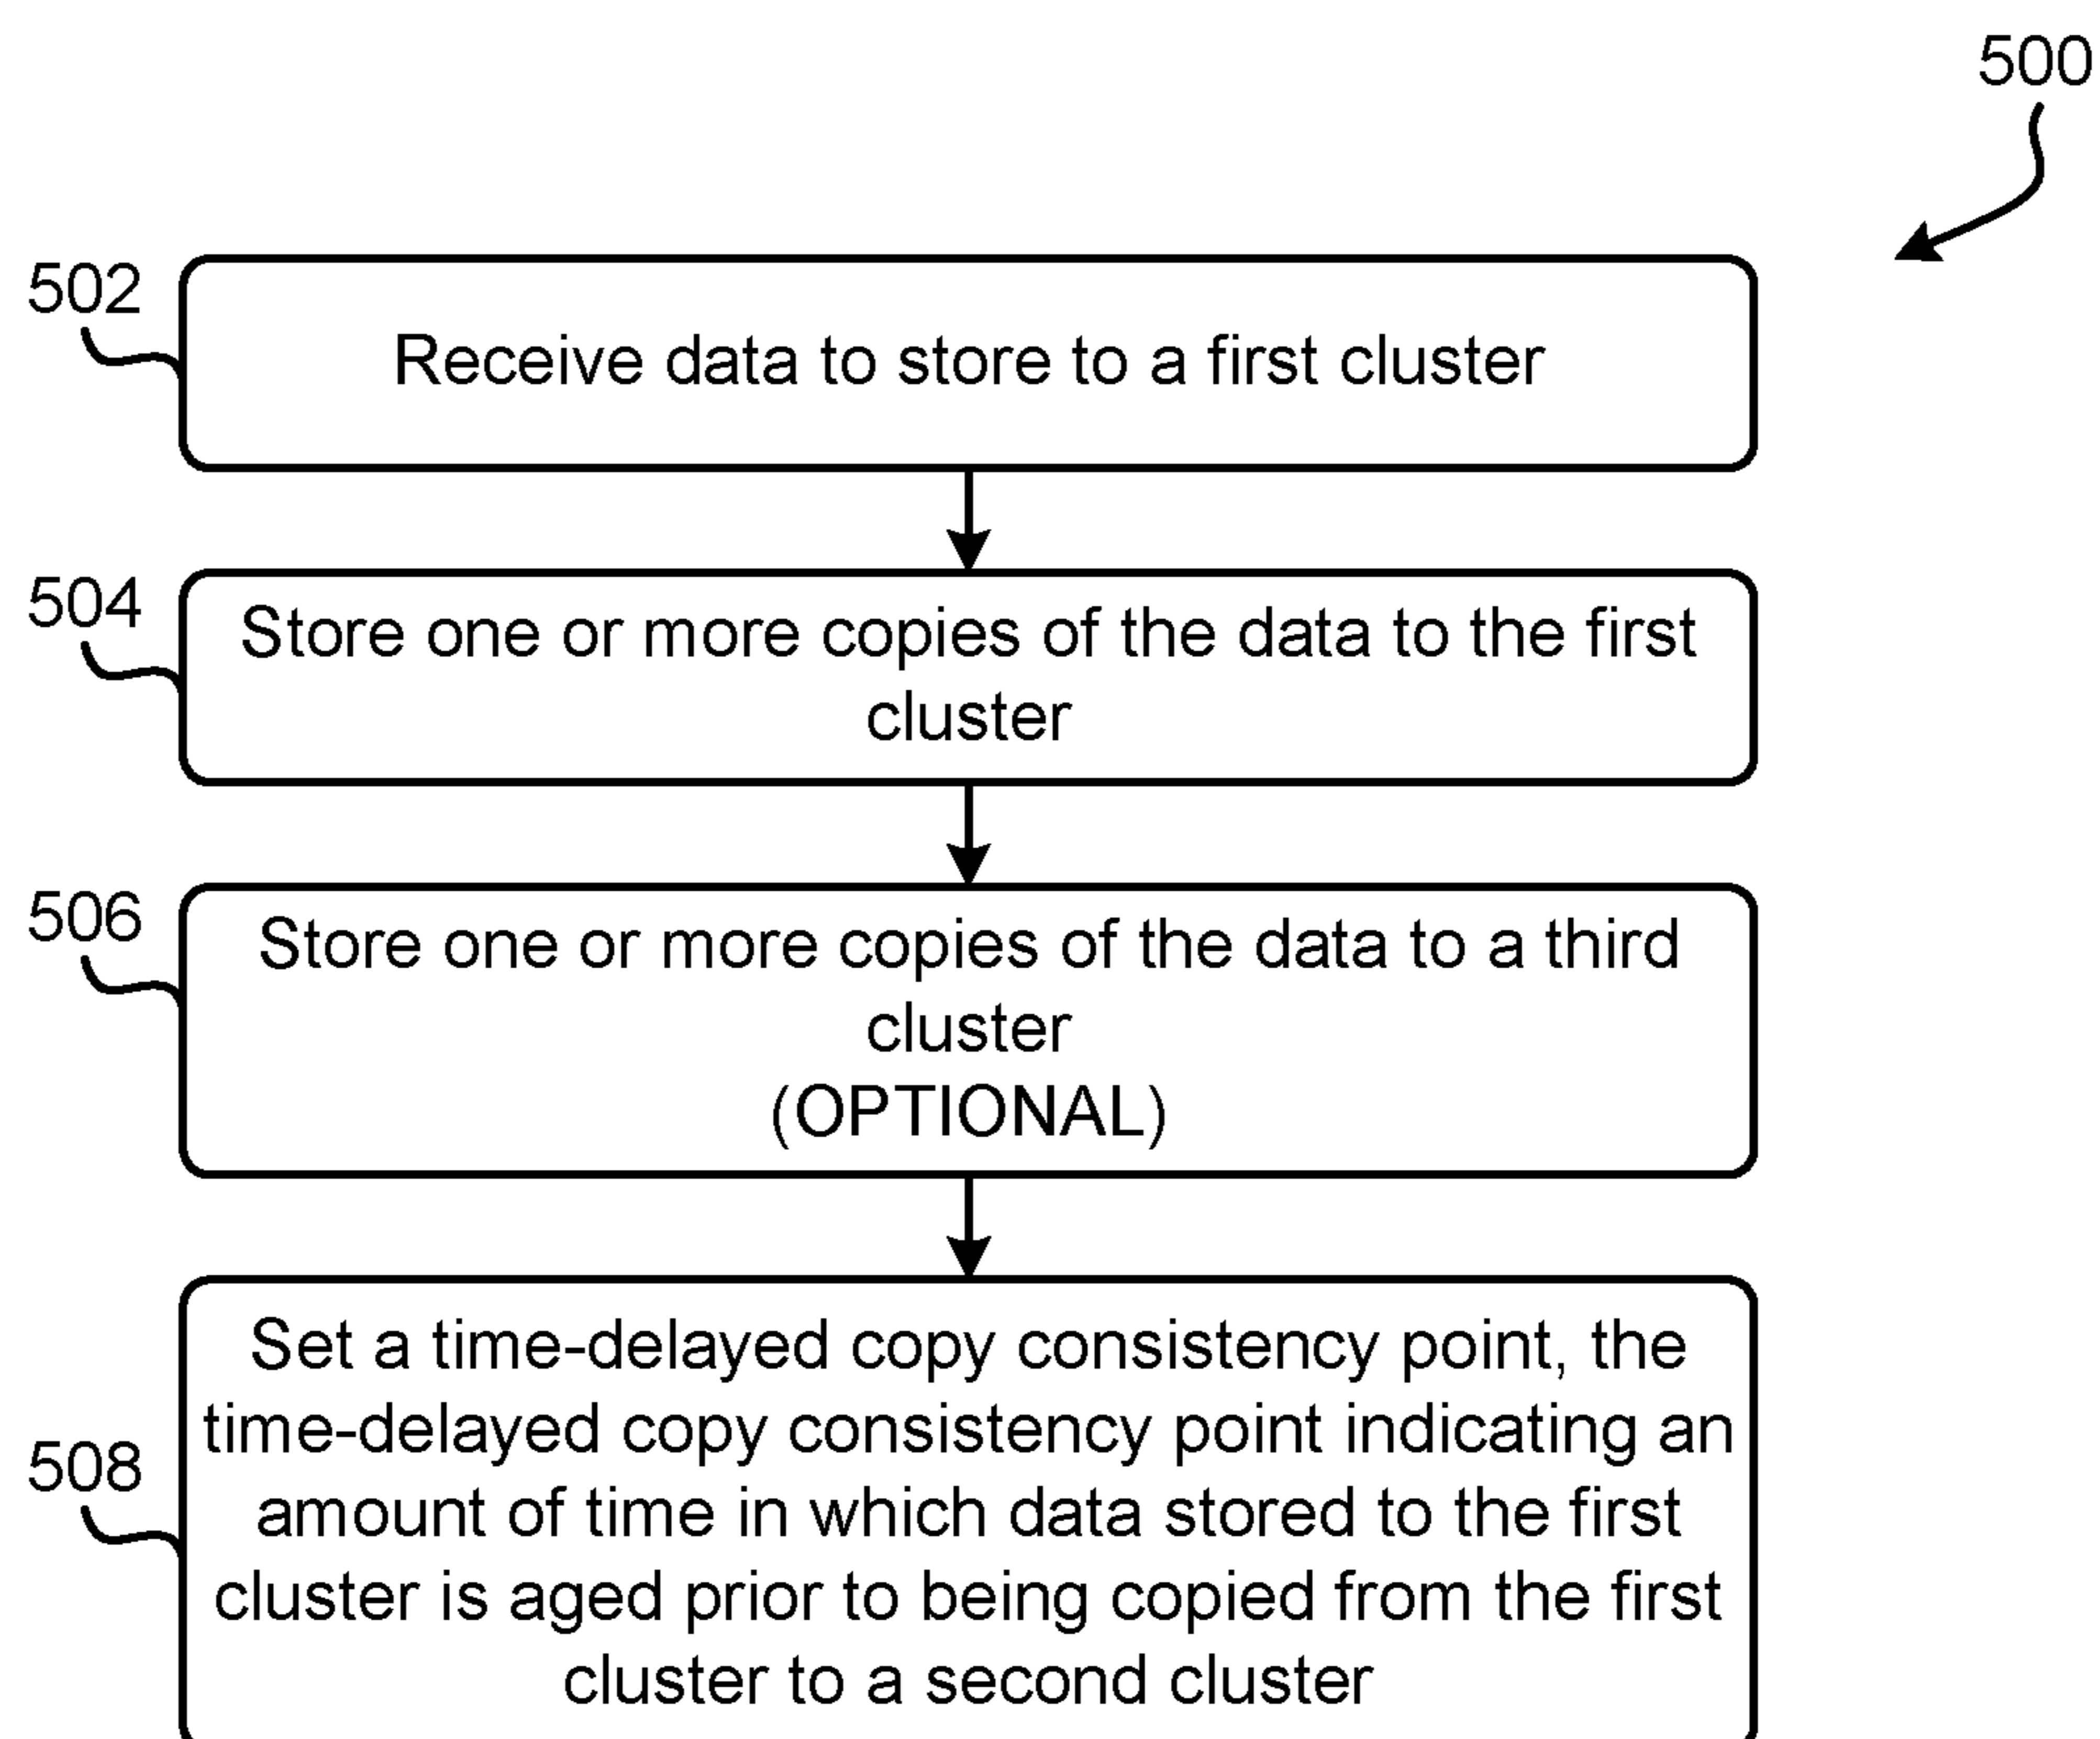 500
502
Receive data to store to a first cluster
504
Store one or more copies of the data to the first
cluster
506
Store one or more copies of the data to a third
cluster
(OPTIONAL)
508
Set a time-delayed copy consistency point, the
time-delayed copy consistency point indicating an
amount of time in which data stored to the first
cluster is aged prior to being copied from the first
cluster to a second cluster